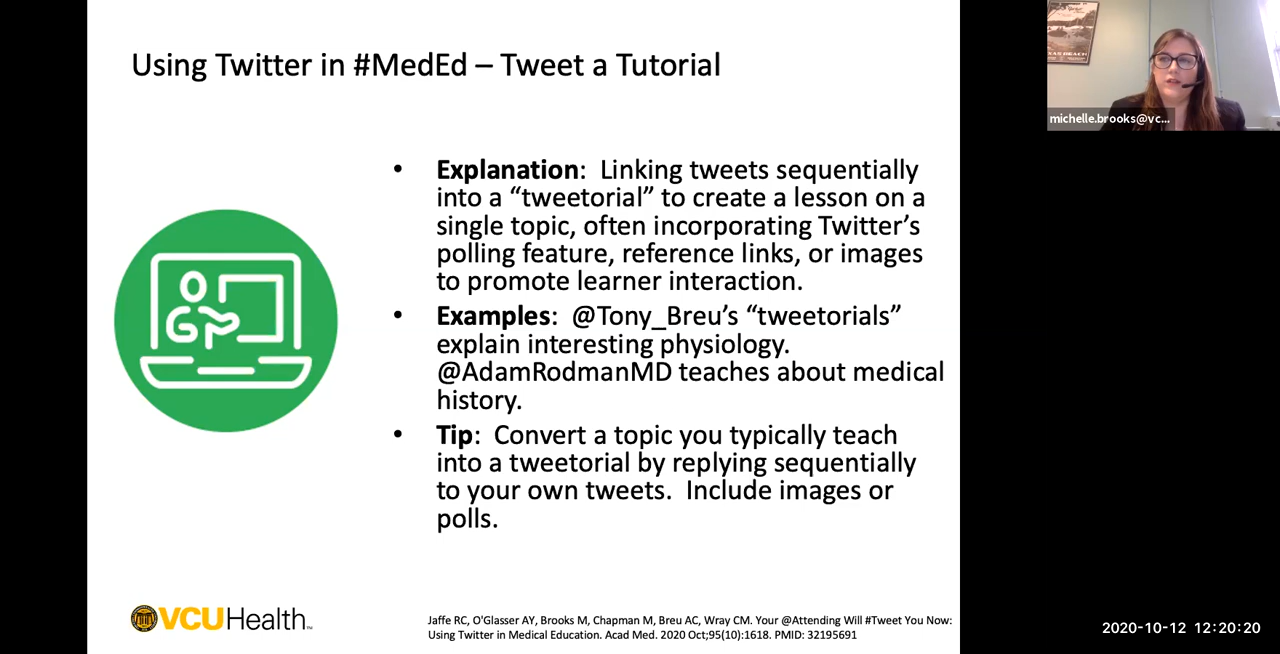 Using Twitter in #MedEd – Tweet a Tutorial
• Explanation:  Linking tweets sequentially
into a “tweetorial” to create a lesson on a
single topic, often incorporating Twitter’s
polling feature, reference links, or images
to promote learner interaction.
• Examples:  @Tony_Breu’s “tweetorials”
explain interesting physiology.
@AdamRodmanMD teaches about medical
history.
• Tip:  Convert a topic you typically teach
into a tweetorial by replying sequentially
to your own tweets.  Include images or
polls.
VCUHealth™
Jaffe RC, O'Glasser AY, Brooks M, Chapman M, Breu AC, Wray CM. Your @Attending Will #Tweet You Now:
Using Twitter in Medical Education. Acad Med. 2020 Oct;95(10):1618. PMID: 32195691
michelle.brooks@vc...
2020-10-12 12:20:20